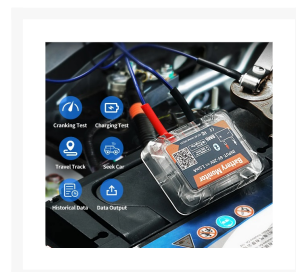 Cranking Test
Charging Test
Travel Track
Seek Car
Historical Data
Data Output
Battery Monitor